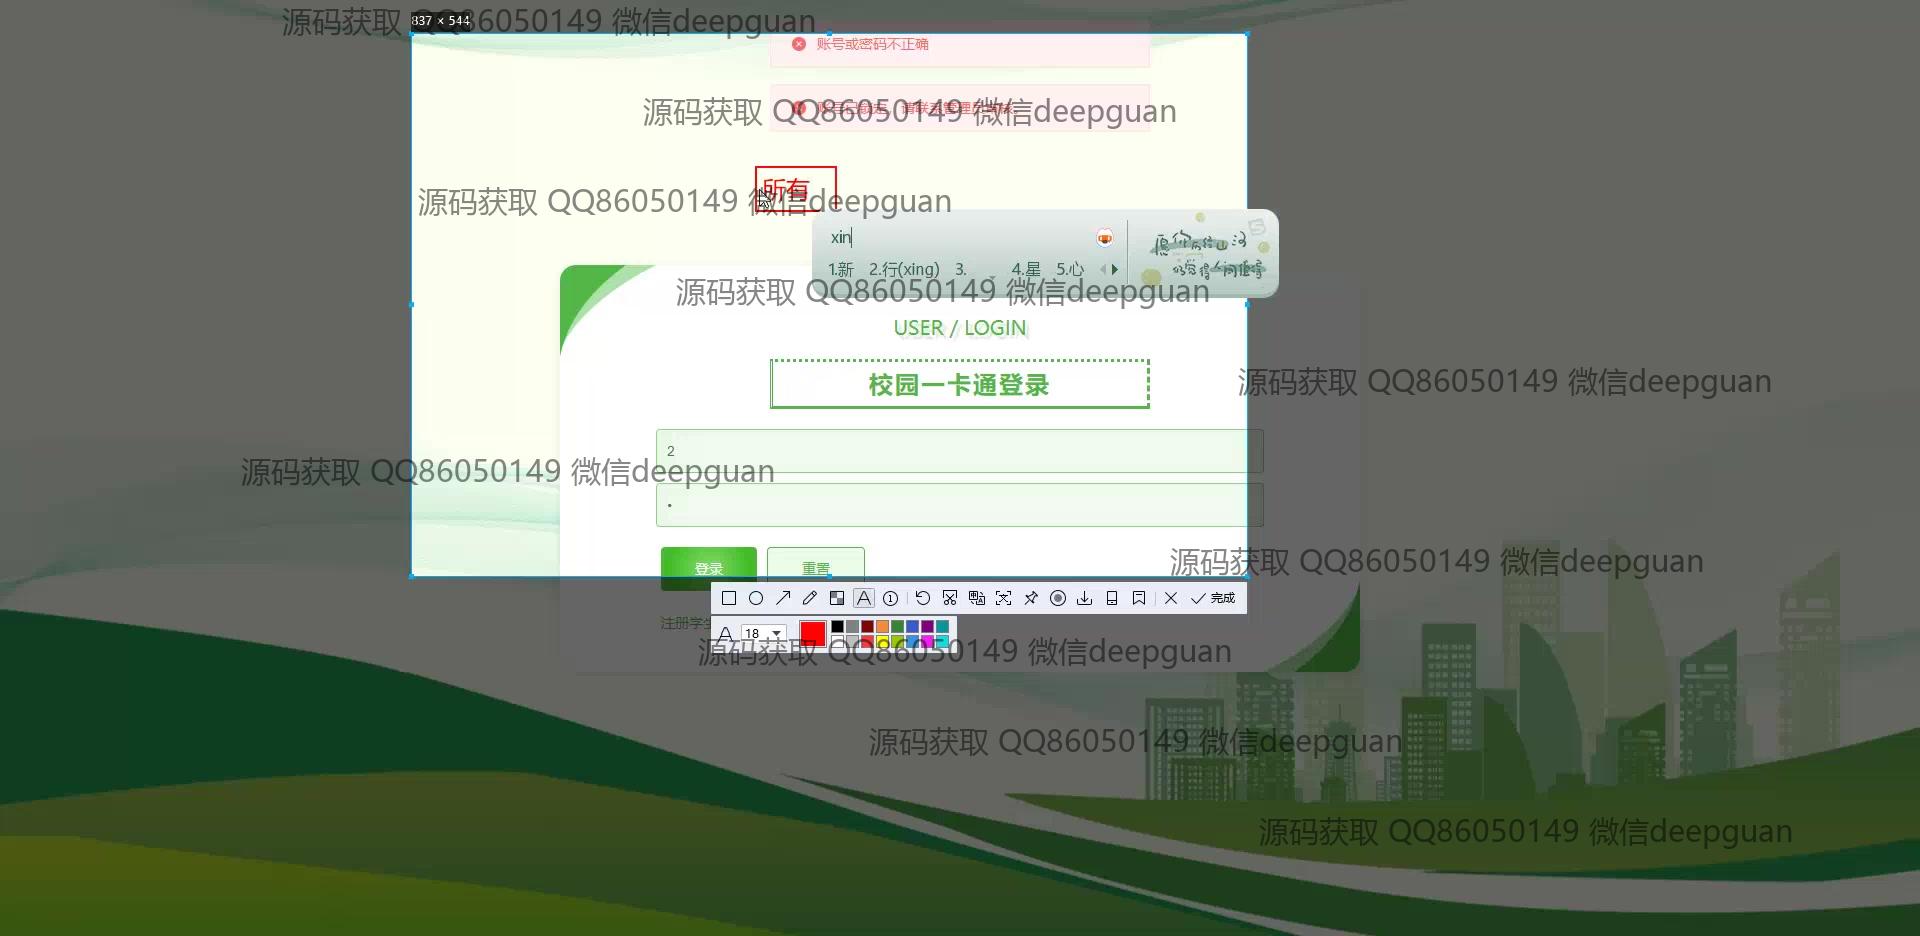 源码获取 QQ86050149 微信deepguan
837 × 544
账号或密码不正确
源码获取 QQ86050149 微信deepguan
所有
源码获取 QQ86050149 微信deepguan
xin
1.新 2.行(xing) 3. 4.星 5.心
源码获取 QQ86050149 微信deepguan
USER / LOGIN
校园一卡通登录
源码获取 QQ86050149 微信deepguan
2
源码获取 QQ86050149 微信deepguan
登录 重置
源码获取 QQ86050149 微信deepguan
完成
注册学生
A 18
源码获取 QQ86050149 微信deepguan
源码获取 QQ86050149 微信deepguan
源码获取 QQ86050149 微信deepguan